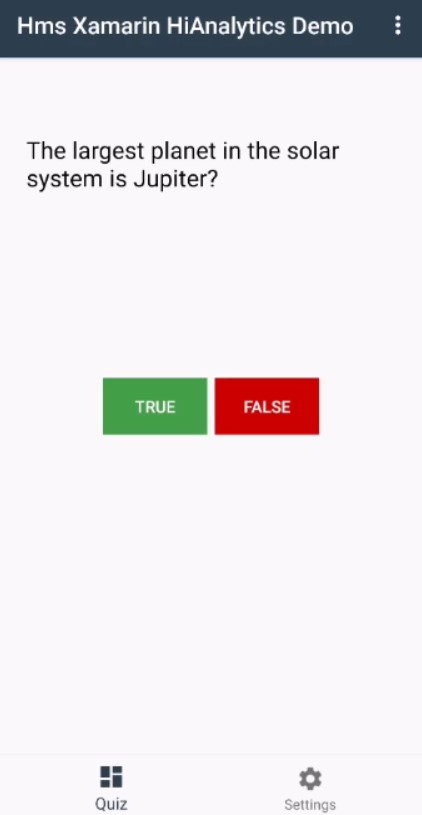 Hms Xamarin HiAnalytics Demo
The largest planet in the solar
system is Jupiter?
TRUE
FALSE
Quiz
Settings